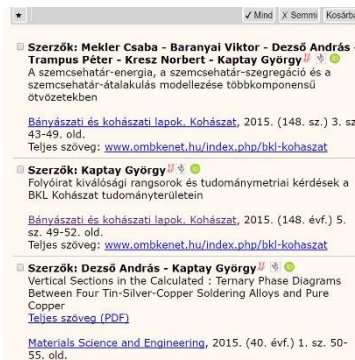 Mind X Semmi Kosárb
Szerzők: Mekler Csaba - Baranyai Viktor - Dezső András -
Trampus Péter - Kresz Norbert - Kaptay György
A szemcsehatár-energia, a szemcsehatár-szegregáció és a
szemcsehatár-átalakulás modellezése többkomponensű
ötvözetekben
Bányászati és kohászati lapok. Kohászat, 2015. (148. sz.) 3. sz.
43-49. old.
Teljes szöveg: www.ombkenet.hu/index.php/bkl-kohaszat
Szerzők: Kaptay György
Folyóirat kiválósági rangsorok és tudománymetriai kérdések a
BKL Kohászat tudományterületein
Bányászati és kohászati lapok. Kohászat, 2015. (148. évf.) 5.
sz. 49-52. old.
Teljes szöveg: www.ombkenet.hu/index.php/bkl-kohaszat
Szerzők: Dezső András - Kaptay György
Vertical Sections in the Calculated : Ternary Phase Diagrams
Between Four Tin-Silver-Copper Soldering Alloys and Pure
Copper
Teljes szöveg (PDF)
Materials Science and Engineering, 2015. (40. évf.) 1. sz. 50-
55. old.